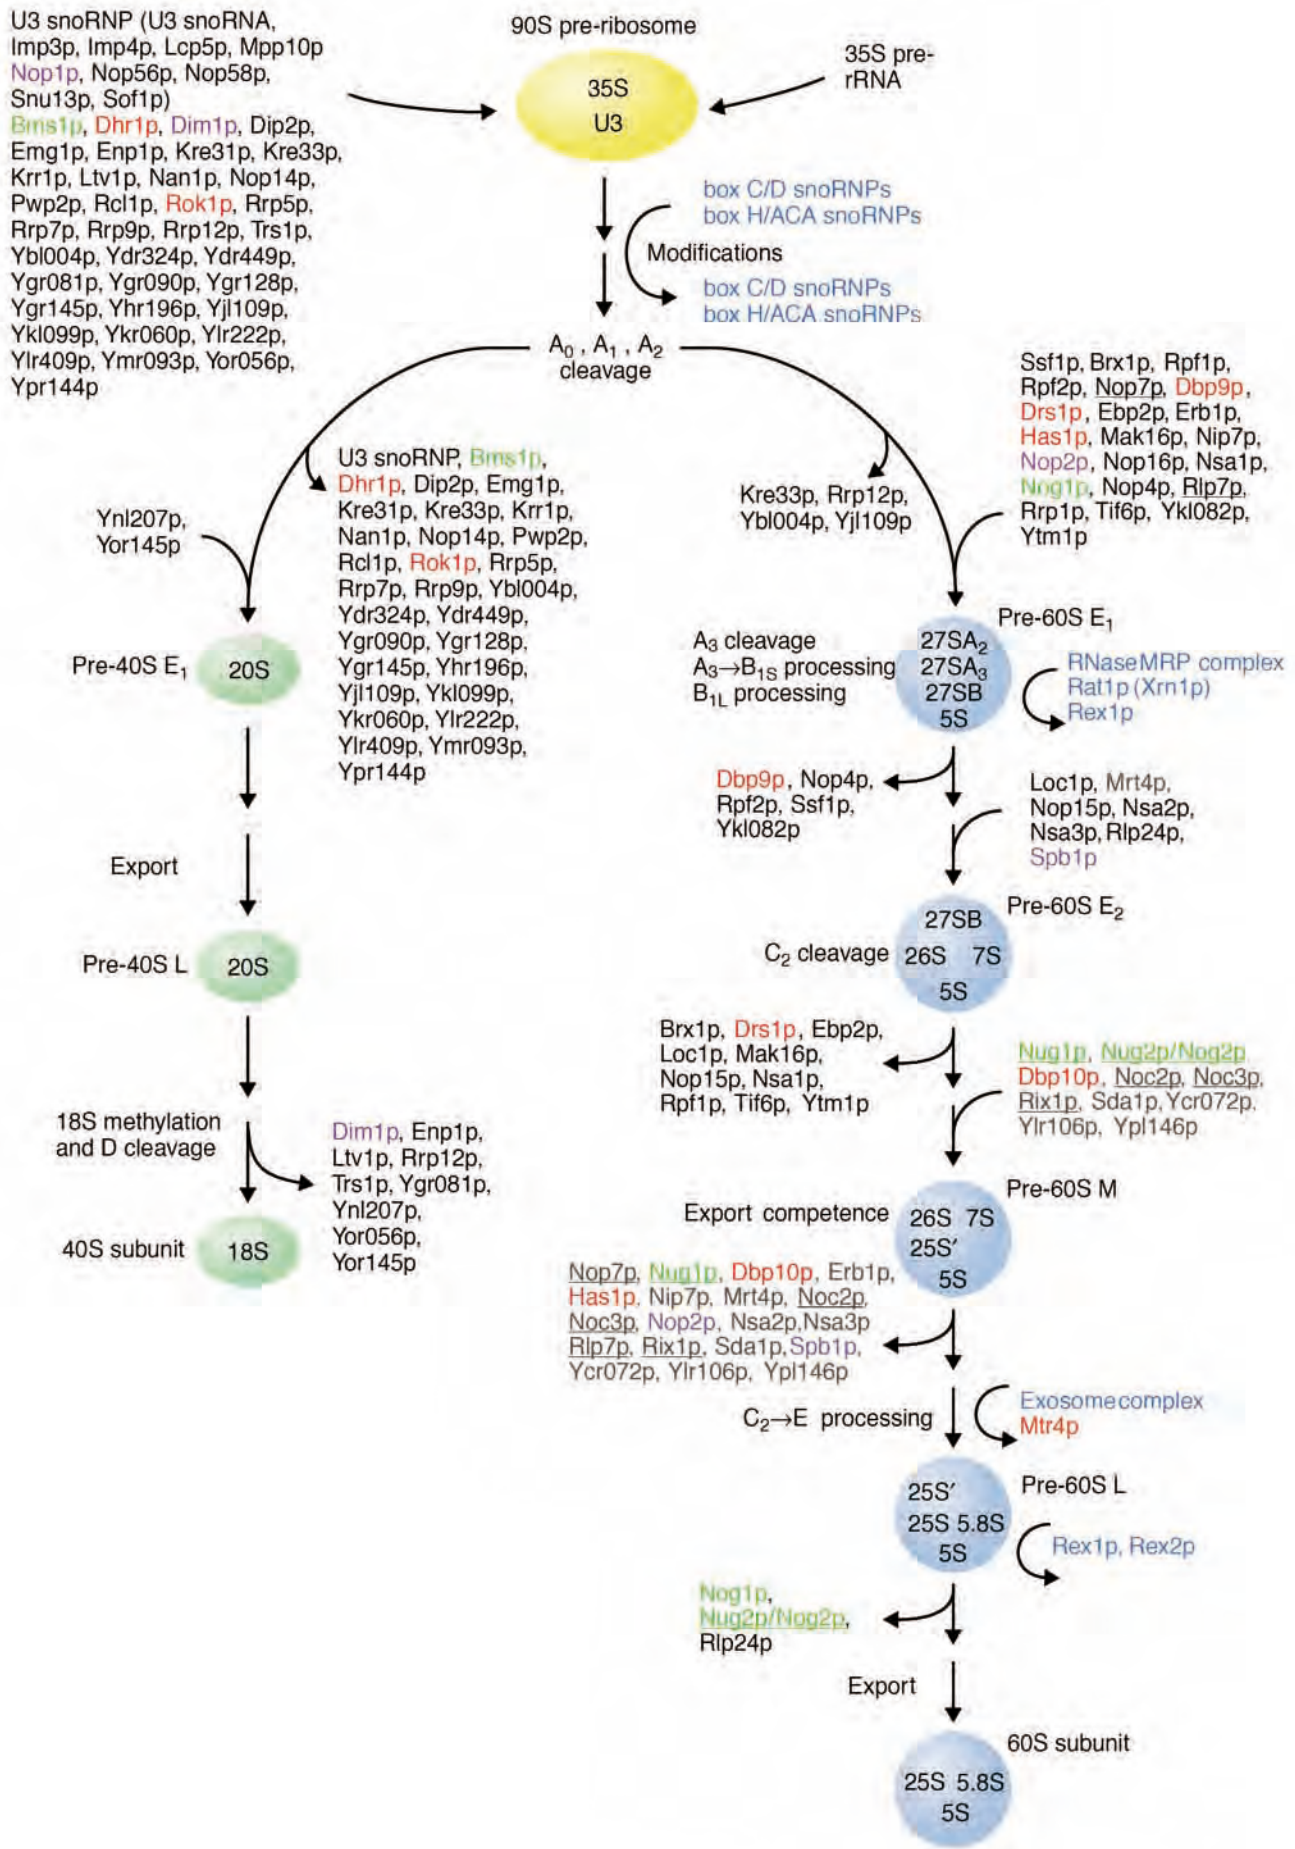 U3 snoRNP (U3 snoRNA,
Imp3p, Imp4p, Lcp5p, Mpp10p
Nop1p, Nop56p, Nop58p,
Snu13p, Sof1p)
Bms1p, Dhr1p, Dim1p, Dip2p,
Emg1p, Enp1p, Kre31p, Kre33p,
Krr1p, Ltv1p, Nan1p, Nop14p,
Pwp2p, Rcl1p, Rok1p, Rrp5p,
Rrp7p, Rrp9p, Rrp12p, Trs1p,
Ybl004p, Ydr324p, Ydr449p,
Ygr081p, Ygr090p, Ygr128p,
Ygr145p, Yhr196p, Yjl109p,
Ykl099p, Ykr060p, Ylr222p,
Ylr409p, Ymr093p, Yor056p,
Ypr144p
90S pre-ribosome
35S
U3
35S pre-
rRNA
box C/D snoRNPs
box H/ACA snoRNPs
Modifications
box C/D snoRNPs
box H/ACA snoRNPs
A0 , A1 , A2
cleavage
Ynl207p,
Yor145p
U3 snoRNP, Bms1p,
Dhr1p, Dip2p, Emg1p,
Kre31p, Kre33p, Krr1p,
Nan1p, Nop14p, Pwp2p,
Rcl1p, Rok1p, Rrp5p,
Rrp7p, Rrp9p, Ybl004p,
Ydr324p, Ydr449p,
Ygr090p, Ygr128p,
Ygr145p, Yhr196p,
Yjl109p, Ykl099p,
Ykr060p, Ylr222p,
Ylr409p, Ymr093p,
Ypr144p
Pre-40S E1
20S
Export
Pre-40S L
20S
18S methylation
and D cleavage
Dim1p, Enp1p,
Ltv1p, Rrp12p,
Trs1p, Ygr081p,
Ynl207p,
Yor056p,
Yor145p
40S subunit
18S
Kre33p, Rrp12p,
Ybl004p, Yjl109p
Ssf1p, Brx1p, Rpf1p,
Rpf2p, Nop7p, Dbp9p,
Drs1p, Ebp2p, Erb1p,
Has1p, Mak16p, Nip7p,
Nop2p, Nop16p, Nsa1p,
Nog1p, Nop4p, Rlp7p,
Rrp1p, Tif6p, Ykl082p,
Ytm1p
Pre-60S E1
A3 cleavage
A3→B1S processing
B1L processing
27SA2
27SA3
27SB
5S
RNase MRP complex
Rat1p (Xrn1p)
Rex1p
Dbp9p, Nop4p,
Rpf2p, Ssf1p,
Ykl082p
Loc1p, Mrt4p,
Nop15p, Nsa2p,
Nsa3p, Rlp24p,
Spb1p
Pre-60S E2
C2 cleavage
27SB
26S 7S
5S
Brx1p, Drs1p, Ebp2p,
Loc1p, Mak16p,
Nop15p, Nsa1p,
Rpf1p, Tif6p, Ytm1p
Nug1p, Nug2p/Nog2p
Dbp10p, Noc2p, Noc3p,
Rix1p, Sda1p, Ycr072p.
Ylr106p, Ypl146p
Pre-60S M
Export competence
26S 7S
25S′
5S
Nop7p, Nug1p, Dbp10p, Erb1p,
Has1p. Nip7p, Mrt4p, Noc2p,
Noc3p, Nop2p, Nsa2p,Nsa3p
Rlp7p, Rix1p, Sda1p,Spb1p,
Ycr072p, Ylr106p, Ypl146p
C2→E processing
Exosome complex
Mtr4p
Pre-60S L
25S′
25S 5.8S
5S
Rex1p, Rex2p
Nog1p,
Nug2p/Nog2p,
Rlp24p
Export
60S subunit
25S 5.8S
5S